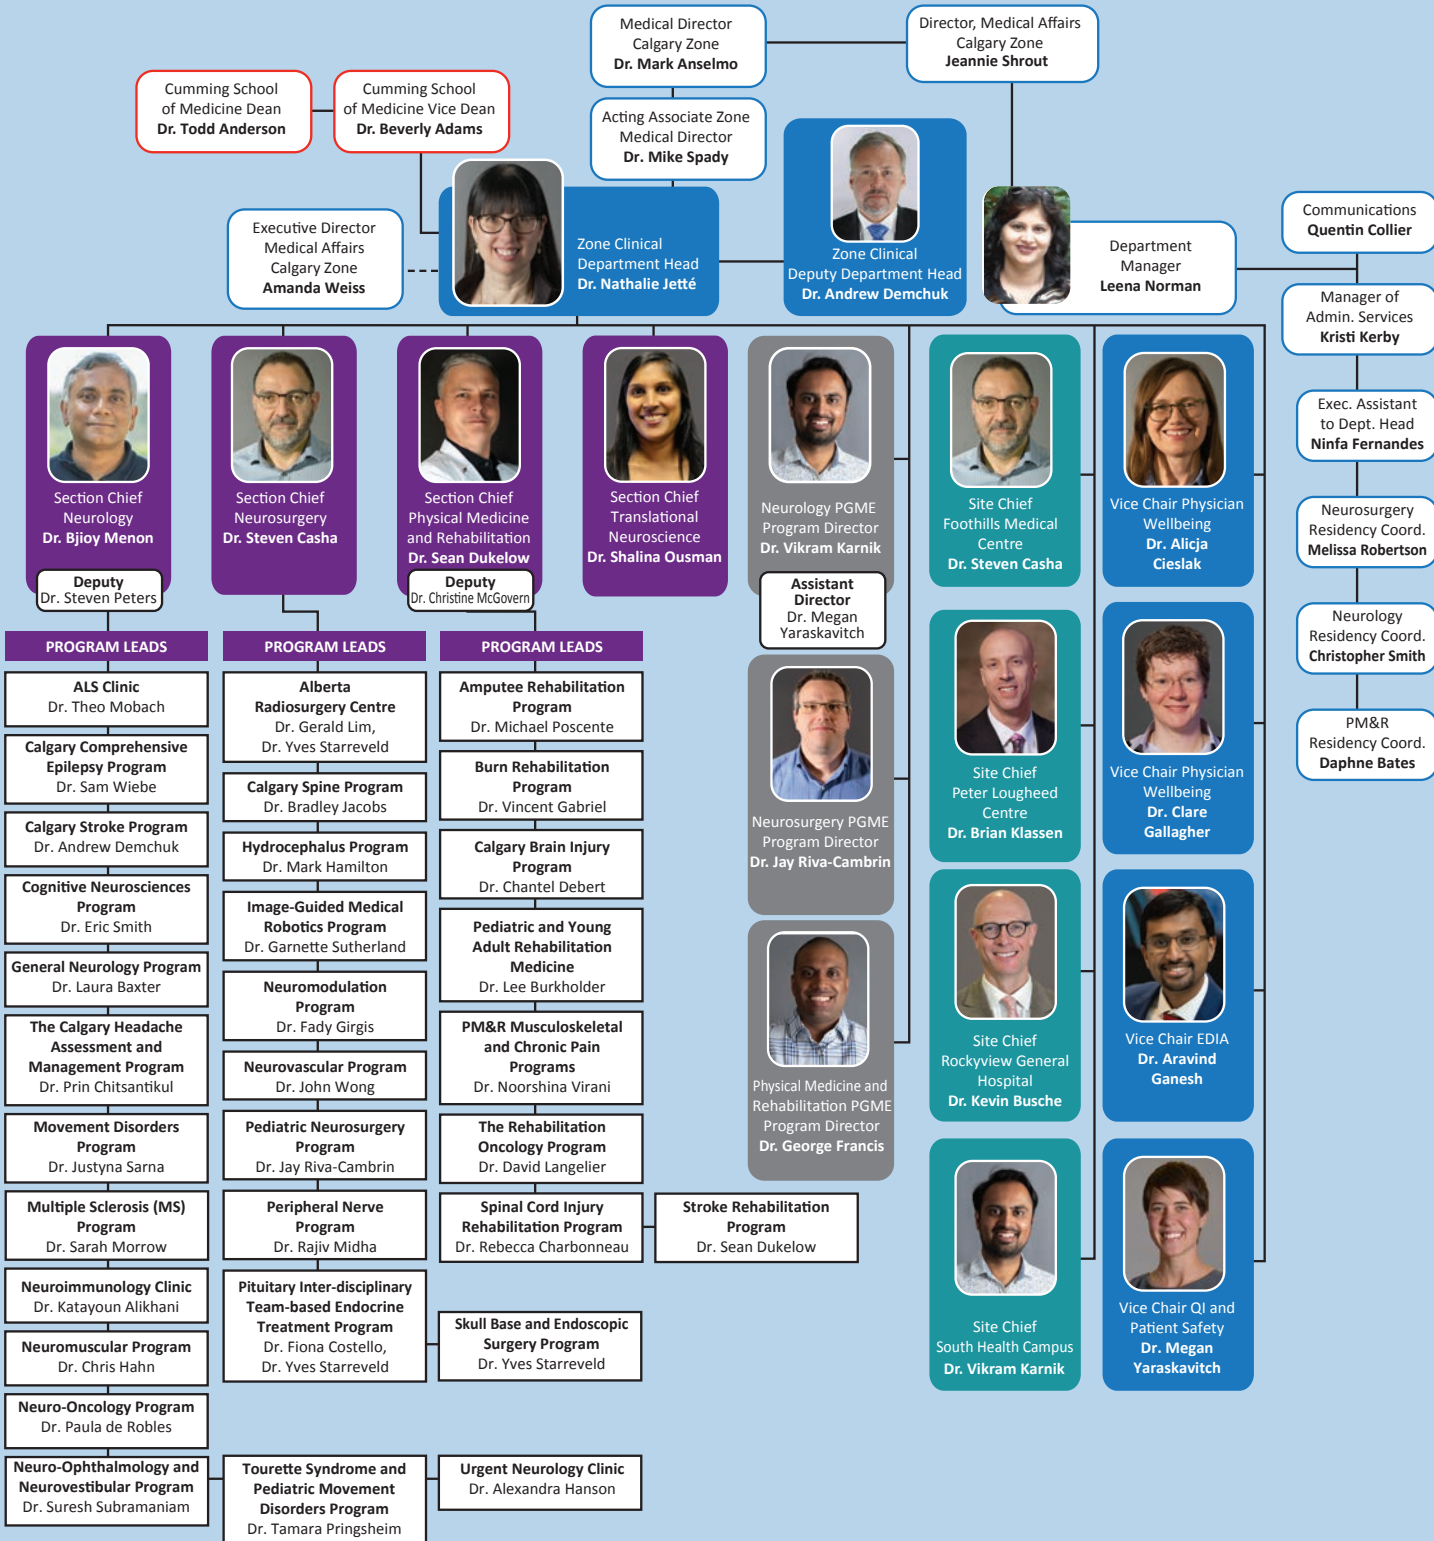 Medical Director
Calgary Zone
Dr. Mark Anselmo
Director, Medical Affairs
Calgary Zone
Jeannie Shrout
Cumming School
of Medicine Dean
Dr. Todd Anderson
Cumming School
of Medicine Vice Dean
Dr. Beverly Adams
Acting Associate Zone
Medical Director
Dr. Mike Spady
Executive Director
Medical Affairs
Calgary Zone
Amanda Weiss
Zone Clinical
Department Head
Dr. Nathalie Jetté
Zone Clinical
Deputy Department Head
Dr. Andrew Demchuk
Department
Manager
Leena Norman
Communications
Quentin Collier
Manager of
Admin. Services
Kristi Kerby
Exec. Assistant
to Dept. Head
Ninfa Fernandes
Neurosurgery
Residency Coord.
Melissa Robertson
Neurology
Residency Coord.
Christopher Smith
PM&R
Residency Coord.
Daphne Bates
Section Chief
Neurology
Dr. Bjioy Menon
Deputy
Dr. Steven Peters
Section Chief
Neurosurgery
Dr. Steven Casha
Section Chief
Physical Medicine
and Rehabilitation
Dr. Sean Dukelow
Deputy
Dr. Christine McGovern
Section Chief
Translational
Neuroscience
Dr. Shalina Ousman
Neurology PGME
Program Director
Dr. Vikram Karnik
Assistant
Director
Dr. Megan
Yaraskavitch
Neurosurgery PGME
Program Director
Dr. Jay Riva-Cambrin
Physical Medicine and
Rehabilitation PGME
Program Director
Dr. George Francis
Site Chief
Foothills Medical
Centre
Dr. Steven Casha
Site Chief
Peter Lougheed
Centre
Dr. Brian Klassen
Site Chief
Rockyview General
Hospital
Dr. Kevin Busche
Site Chief
South Health Campus
Dr. Vikram Karnik
Vice Chair Physician
Wellbeing
Dr. Alicja
Cieslak
Vice Chair Physician
Wellbeing
Dr. Clare
Gallagher
Vice Chair EDIA
Dr. Aravind
Ganesh
Vice Chair QI and
Patient Safety
Dr. Megan
Yaraskavitch
PROGRAM LEADS
ALS Clinic
Dr. Theo Mobach
Calgary Comprehensive
Epilepsy Program
Dr. Sam Wiebe
Calgary Stroke Program
Dr. Andrew Demchuk
Cognitive Neurosciences
Program
Dr. Eric Smith
General Neurology Program
Dr. Laura Baxter
The Calgary Headache
Assessment and
Management Program
Dr. Prin Chitsantikul
Movement Disorders
Program
Dr. Justyna Sarna
Multiple Sclerosis (MS)
Program
Dr. Sarah Morrow
Neuroimmunology Clinic
Dr. Katayoun Alikhani
Neuromuscular Program
Dr. Chris Hahn
Neuro-Oncology Program
Dr. Paula de Robles
Neuro-Ophthalmology and
Neurovestibular Program
Dr. Suresh Subramaniam
Tourette Syndrome and
Pediatric Movement
Disorders Program
Dr. Tamara Pringsheim
Urgent Neurology Clinic
Dr. Alexandra Hanson
PROGRAM LEADS
Alberta
Radiosurgery Centre
Dr. Gerald Lim,
Dr. Yves Starreveld
Calgary Spine Program
Dr. Bradley Jacobs
Hydrocephalus Program
Dr. Mark Hamilton
Image-Guided Medical
Robotics Program
Dr. Garnette Sutherland
Neuromodulation
Program
Dr. Fady Girgis
Neurovascular Program
Dr. John Wong
Pediatric Neurosurgery
Program
Dr. Jay Riva-Cambrin
Peripheral Nerve
Program
Dr. Rajiv Midha
Pituitary Inter-disciplinary
Team-based Endocrine
Treatment Program
Dr. Fiona Costello,
Dr. Yves Starreveld
Skull Base and Endoscopic
Surgery Program
Dr. Yves Starreveld
PROGRAM LEADS
Amputee Rehabilitation
Program
Dr. Michael Poscente
Burn Rehabilitation
Program
Dr. Vincent Gabriel
Calgary Brain Injury
Program
Dr. Chantel Debert
Pediatric and Young
Adult Rehabilitation
Medicine
Dr. Lee Burkholder
PM&R Musculoskeletal
and Chronic Pain
Programs
Dr. Noorshina Virani
The Rehabilitation
Oncology Program
Dr. David Langelier
Spinal Cord Injury
Rehabilitation Program
Dr. Rebecca Charbonneau
Stroke Rehabilitation
Program
Dr. Sean Dukelow